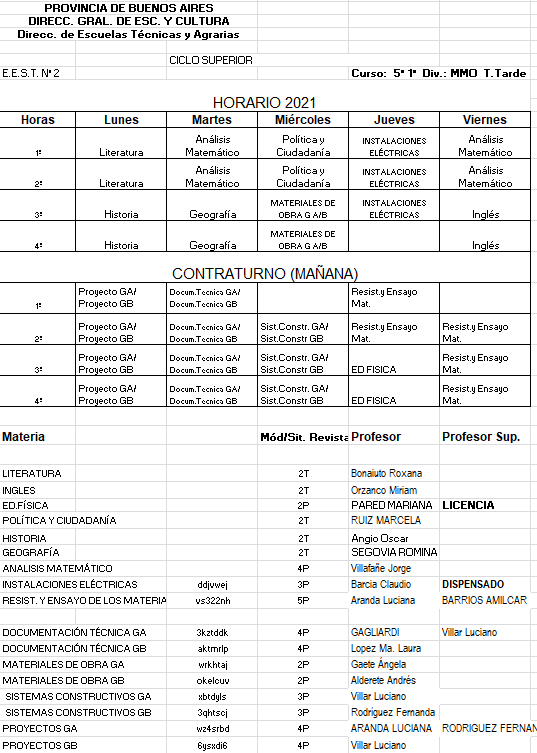 PROVINCIA DE BUENOS AIRES
DIRECC. GRAL. DE ESC. Y CULTURA
Direcc. de Escuelas Técnicas y Agrarias
CICLO SUPERIOR
E.E.S.T. Nº 2 Curso: 5º 1º Div.: MMO T.Tarde
HORARIO 2021
Horas Lunes Martes Miércoles Jueves Viernes
1º Literatura Análisis Matemático Política y Ciudadanía INSTALACIONES ELÉCTRICAS Análisis Matemático
2º Literatura Análisis Matemático Política y Ciudadanía INSTALACIONES ELÉCTRICAS Análisis Matemático
3º Historia Geografía MATERIALES DE OBRA G A/B INSTALACIONES ELÉCTRICAS Inglés
4º Historia Geografía MATERIALES DE OBRA G A/B Inglés
CONTRATURNO (MAÑANA)
1º Proyecto GA/ Proyecto GB Docum.Tecnica GA/ Docum.Tecnica GB Resist.y Ensayo Mat.
2º Proyecto GA/ Proyecto GB Docum.Tecnica GA/ Docum.Tecnica GB Sist.Constr. GA/ Sist.Constr GB Resist.y Ensayo Mat. Resist.y Ensayo Mat.
3º Proyecto GA/ Proyecto GB Docum.Tecnica GA/ Docum.Tecnica GB Sist.Constr. GA/ Sist.Constr GB ED FISICA Resist.y Ensayo Mat.
4º Proyecto GA/ Proyecto GB Docum.Tecnica GA/ Docum.Tecnica GB Sist.Constr. GA/ Sist.Constr GB ED FISICA Resist.y Ensayo Mat.
Materia Mód/Sit. Revista Profesor Profesor Sup.
LITERATURA 2T Bonaiuto Roxana
INGLES 2T Orzanco Miriam
ED.FÍSICA 2P PARED MARIANA LICENCIA
POLÍTICA Y CIUDADANÍA 2T RUIZ MARCELA
HISTORIA 2T Angio Oscar
GEOGRAFÍA 2T SEGOVIA ROMINA
ANALISIS MATEMÁTICO 4P Villafañe Jorge
INSTALACIONES ELÉCTRICAS ddjvwej 3P Barcia Claudio DISPENSADO
RESIST. Y ENSAYO DE LOS MATERIA vs322nh 5P Aranda Luciana BARRIOS AMILCAR
DOCUMENTACIÓN TÉCNICA GA 3kztddk 4P GAGLIARDI Villar Luciano
DOCUMENTACIÓN TÉCNICA GB aktmrlp 4P Lopez Ma. Laura
MATERIALES DE OBRA GA wrkhtaj 2P Gaete Ángela
MATERIALES DE OBRA GB okelcuv 2P Alderete Andrés
SISTEMAS CONSTRUCTIVOS GA xbtdyls 3P Villar Luciano
SISTEMAS CONSTRUCTIVOS GB 3qhtscj 3P Rodriguez Fernanda
PROYECTOS GA wz4srbd 4P ARANDA LUCIANA RODRIGUEZ FERNAN
PROYECTOS GB 6ysxdi6 4P Villar Luciano